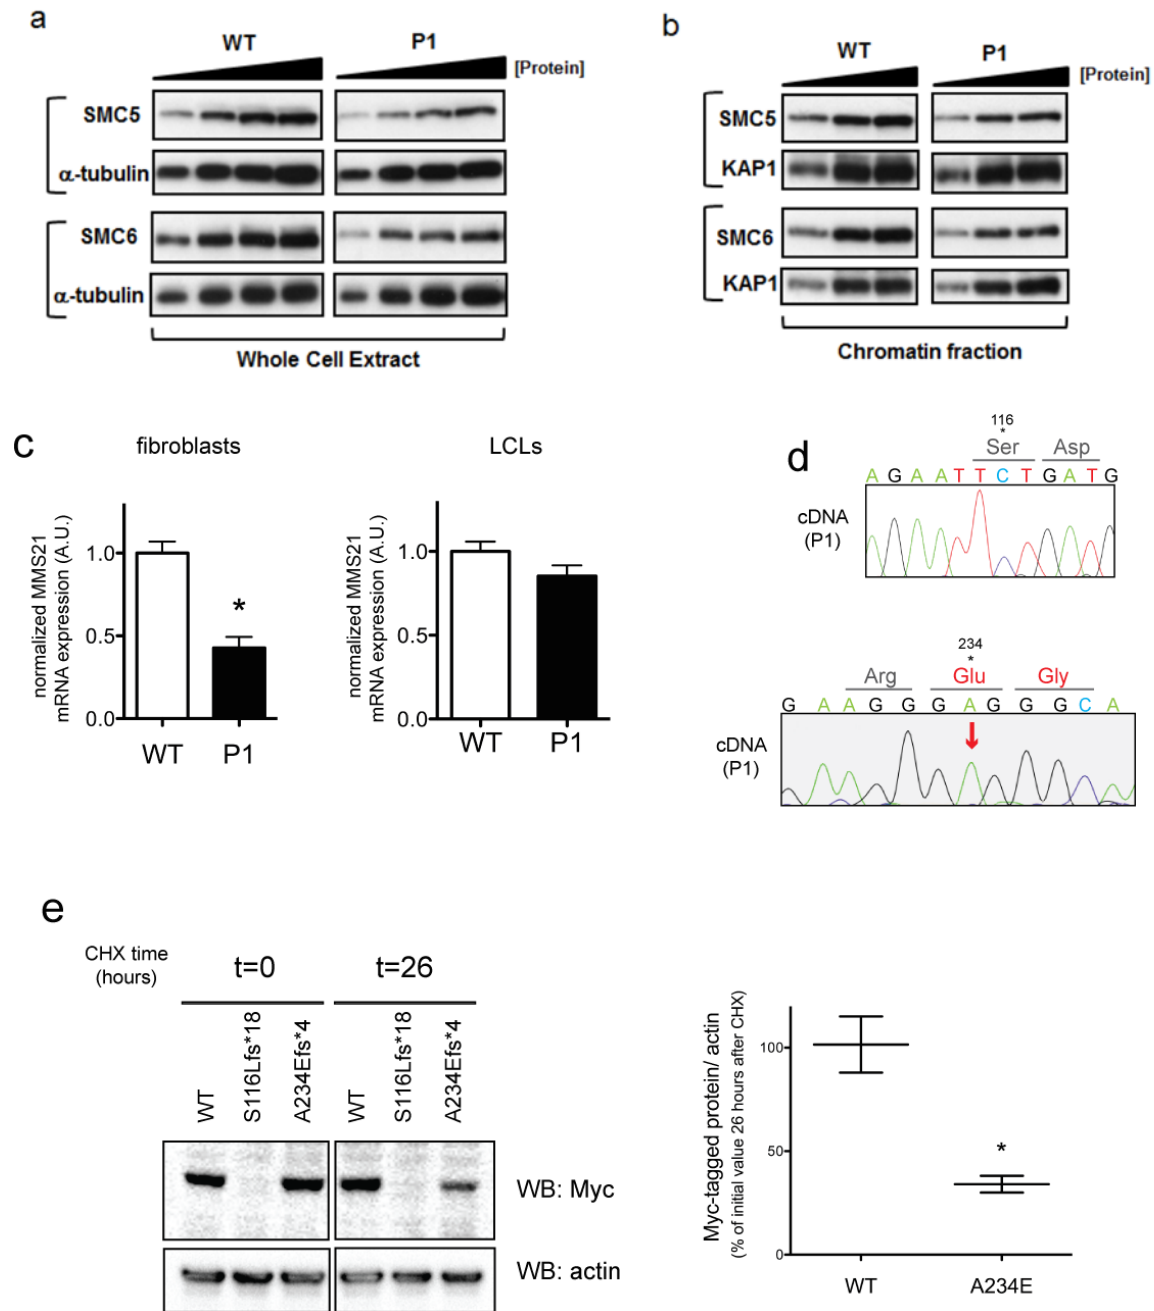 a
WT P1
[Protein]
SMC5
α-tubulin
SMC6
α-tubulin
Whole Cell Extract
b
WT P1
[Protein]
SMC5
KAP1
SMC6
KAP1
Chromatin fraction
c
fibroblasts
normalized MMS21
mRNA expression (A.U.)
1.0
0.5
0.0
*
WT P1
LCLs
normalized MMS21
mRNA expression (A.U.)
1.0
0.5
0.0
WT P1
d
116
*
Ser Asp
A G A A T T C T G A T G
cDNA
(P1)
234
*
Arg Glu Gly
G A A G G G A G G G C A
cDNA
(P1)
e
CHX time
(hours)
t=0 t=26
WT
S116Lfs*18
A234Efs*4
WT
S116Lfs*18
A234Efs*4
WB: Myc
WB: actin
Myc-tagged protein/ actin
(% of initial value 26 hours after CHX)
100
50
0
*
WT A234E